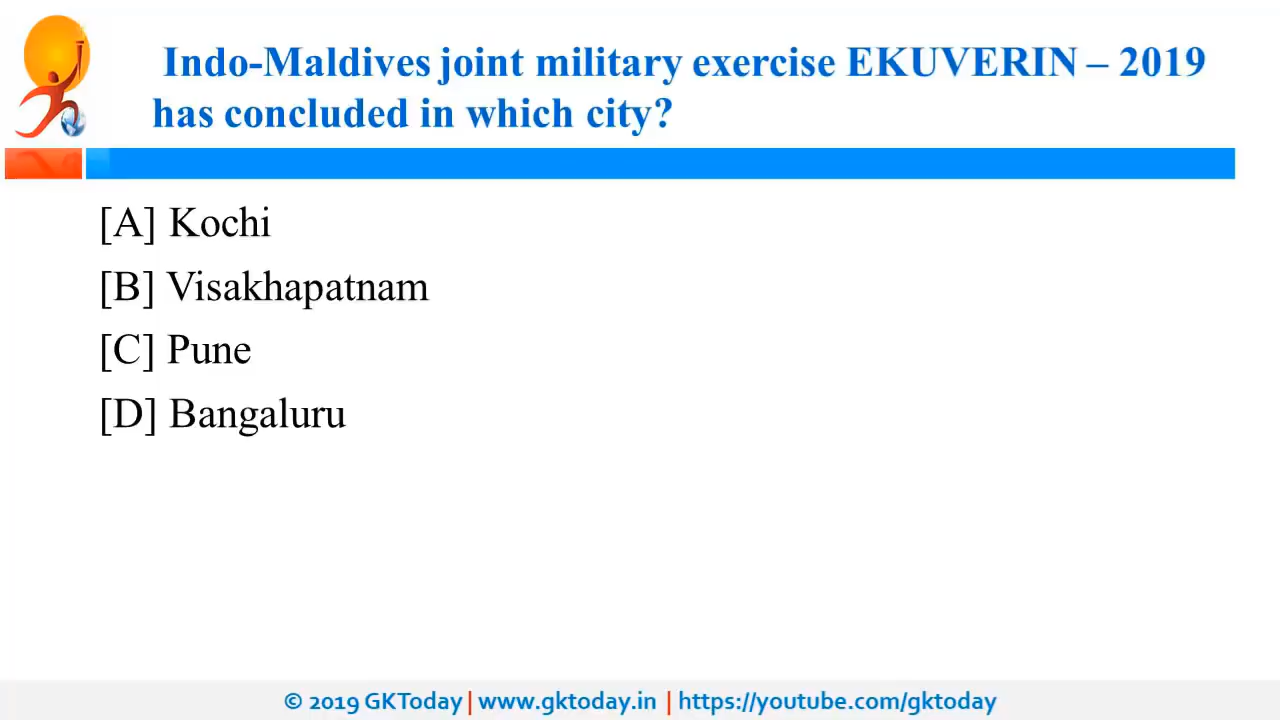 Indo-Maldives joint military exercise EKUVERIN – 2019
has concluded in which city?
[A] Kochi
[B] Visakhapatnam
[C] Pune
[D] Bangaluru
© 2019 GKToday | www.gktoday.in | https://youtube.com/gktoday